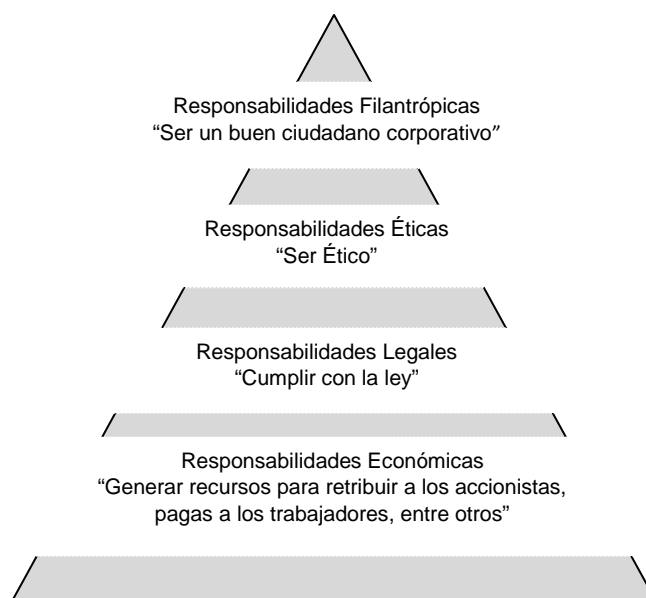 Responsabilidades Filantrópicas
“Ser un buen ciudadano corporativo”
Responsabilidades Éticas
“Ser Ético”
Responsabilidades Legales
“Cumplir con la ley”
Responsabilidades Económicas
“Generar recursos para retribuir a los accionistas,
pagas a los trabajadores, entre otros”